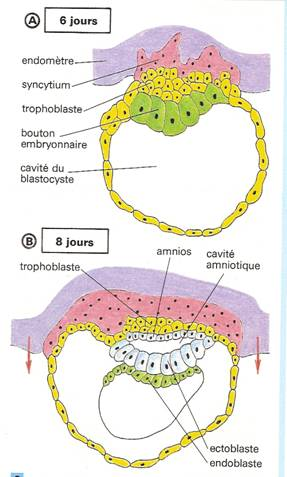 A 6 jours
endomètre
syncytium
trophoblaste
bouton
embryonnaire
cavité du
blastocyste
B 8 jours
trophoblaste
amnios
cavité
amniotique
ectoblaste
endoblaste